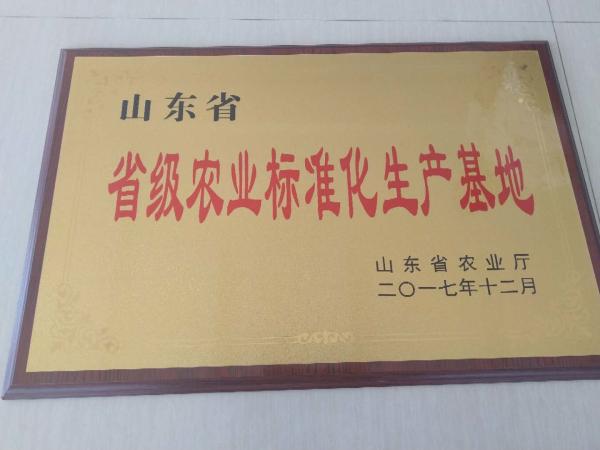 山东省
省级农业标准化生产基地
山东省农业厅
二〇一七年十二月